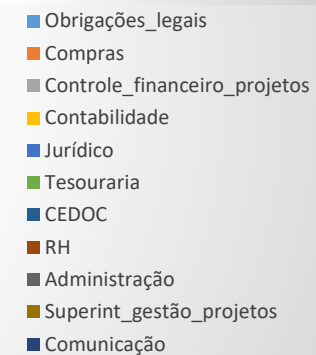 Obrigações_legais
Compras
Controle_financeiro_projetos
Contabilidade
Jurídico
Tesouraria
CEDOC
RH
Administração
Superint_gestão_projetos
Comunicação